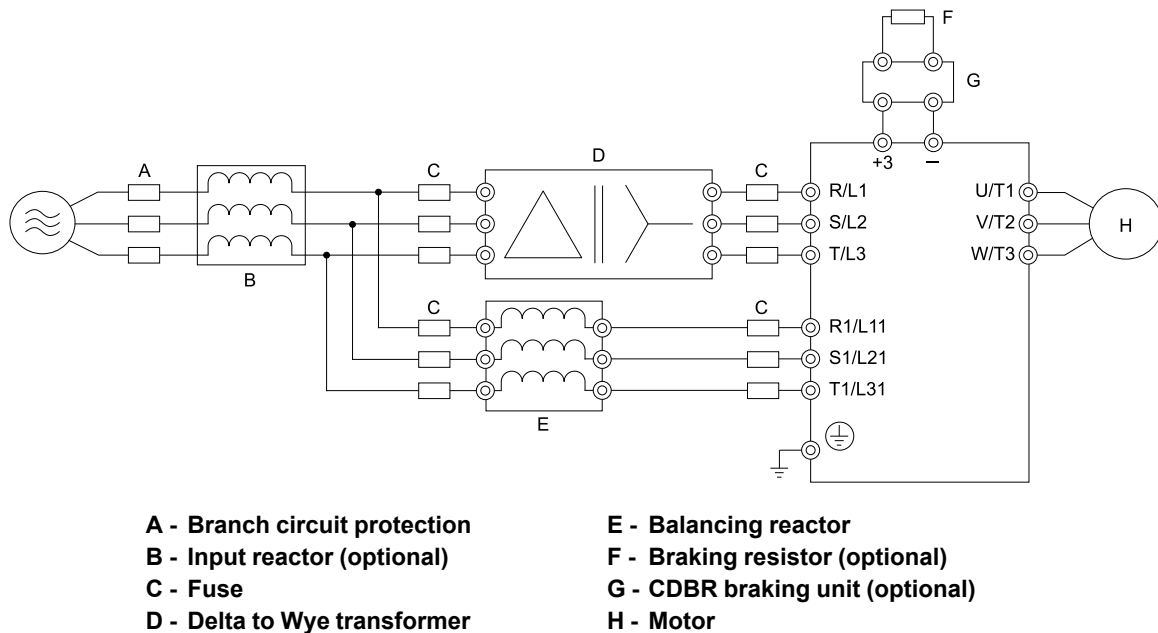 F
G
+3 −
A
C
D
C
R/L1
U/T1
S/L2
V/T2
H
T/L3
W/T3
B
C
C
R1/L11
S1/L21
T1/L31
E
A - Branch circuit protection
B - Input reactor (optional)
C - Fuse
D - Delta to Wye transformer
E - Balancing reactor
F - Braking resistor (optional)
G - CDBR braking unit (optional)
H - Motor